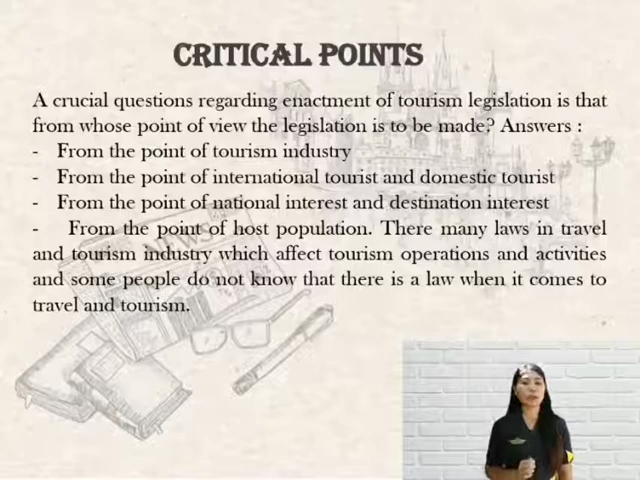 CRITICAL POINTS
A crucial questions regarding enactment of tourism legislation is that
from whose point of view the legislation is to be made? Answers :
- From the point of tourism industry
- From the point of international tourist and domestic tourist
- From the point of national interest and destination interest
- From the point of host population. There many laws in travel
and tourism industry which affect tourism operations and activities
and some people do not know that there is a law when it comes to
travel and tourism.
NEWS